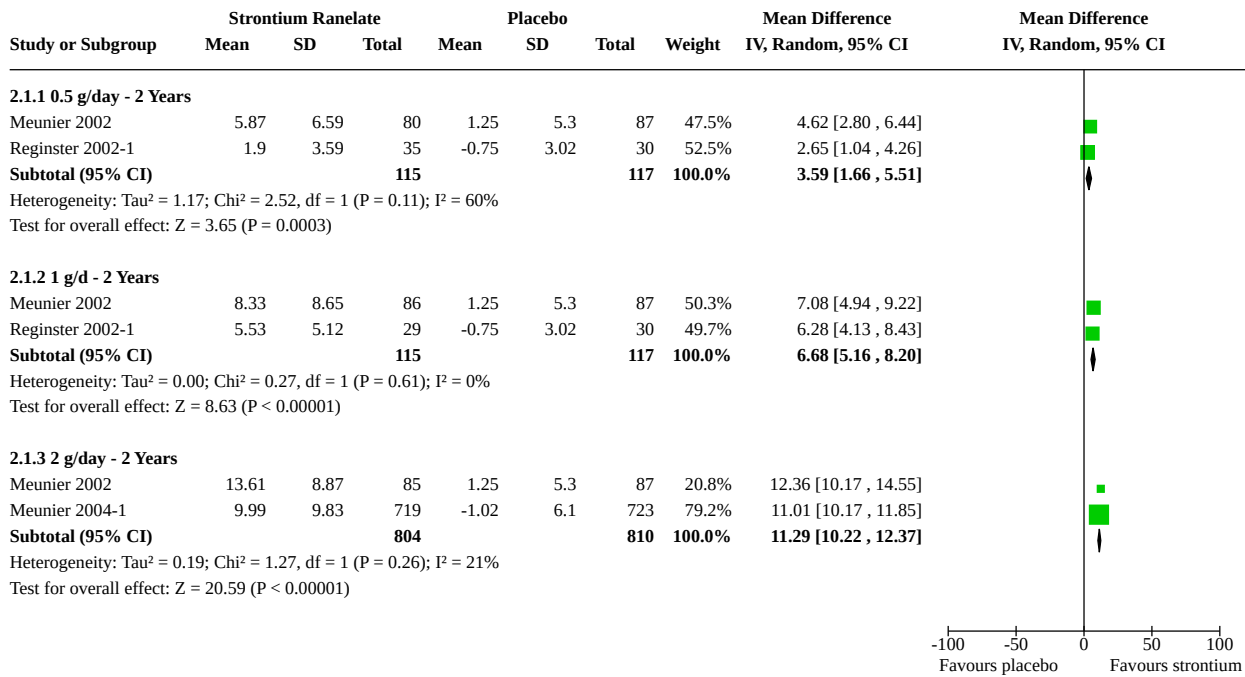 Strontium Ranelate Placebo Mean Difference Mean Difference
Study or Subgroup Mean SD Total Mean SD Total Weight IV, Random, 95% CI IV, Random, 95% CI
2.1.1 0.5 g/day - 2 Years
Meunier 2002 5.87 6.59 80 1.25 5.3 87 47.5% 4.62 [2.80 , 6.44]
Reginster 2002-1 1.9 3.59 35 -0.75 3.02 30 52.5% 2.65 [1.04 , 4.26]
Subtotal (95% CI) 115 117 100.0% 3.59 [1.66 , 5.51]
Heterogeneity: Tau² = 1.17; Chi² = 2.52, df = 1 (P = 0.11); I² = 60%
Test for overall effect: Z = 3.65 (P = 0.0003)
2.1.2 1 g/d - 2 Years
Meunier 2002 8.33 8.65 86 1.25 5.3 87 50.3% 7.08 [4.94 , 9.22]
Reginster 2002-1 5.53 5.12 29 -0.75 3.02 30 49.7% 6.28 [4.13 , 8.43]
Subtotal (95% CI) 115 117 100.0% 6.68 [5.16 , 8.20]
Heterogeneity: Tau² = 0.00; Chi² = 0.27, df = 1 (P = 0.61); I² = 0%
Test for overall effect: Z = 8.63 (P < 0.00001)
2.1.3 2 g/day - 2 Years
Meunier 2002 13.61 8.87 85 1.25 5.3 87 20.8% 12.36 [10.17 , 14.55]
Meunier 2004-1 9.99 9.83 719 -1.02 6.1 723 79.2% 11.01 [10.17 , 11.85]
Subtotal (95% CI) 804 810 100.0% 11.29 [10.22 , 12.37]
Heterogeneity: Tau² = 0.19; Chi² = 1.27, df = 1 (P = 0.26); I² = 21%
Test for overall effect: Z = 20.59 (P < 0.00001)
-100 -50 0 50 100
Favours placebo Favours strontium